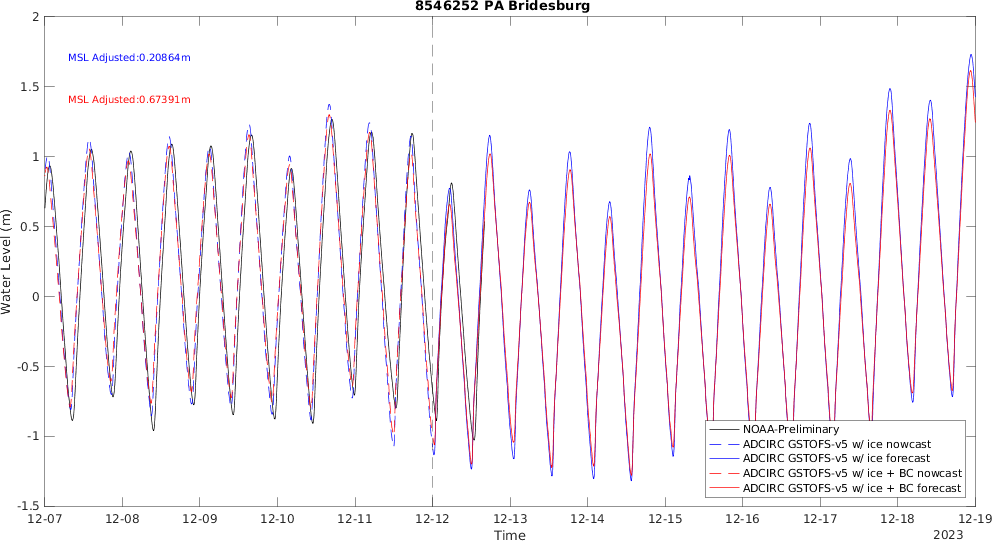 8546252 PA Bridesburg
MSL Adjusted:0.20864m
MSL Adjusted:0.67391m
Water Level (m)
2
1.5
1
0.5
0
-0.5
-1
-1.5
12-07
12-08
12-09
12-10
12-11
12-12
12-13
12-14
12-15
12-16
12-17
12-18
12-19
Time
2023
NOAA-Preliminary
ADCIRC GSTOFS-v5 w/ ice nowcast
ADCIRC GSTOFS-v5 w/ ice forecast
ADCIRC GSTOFS-v5 w/ ice + BC nowcast
ADCIRC GSTOFS-v5 w/ ice + BC forecast